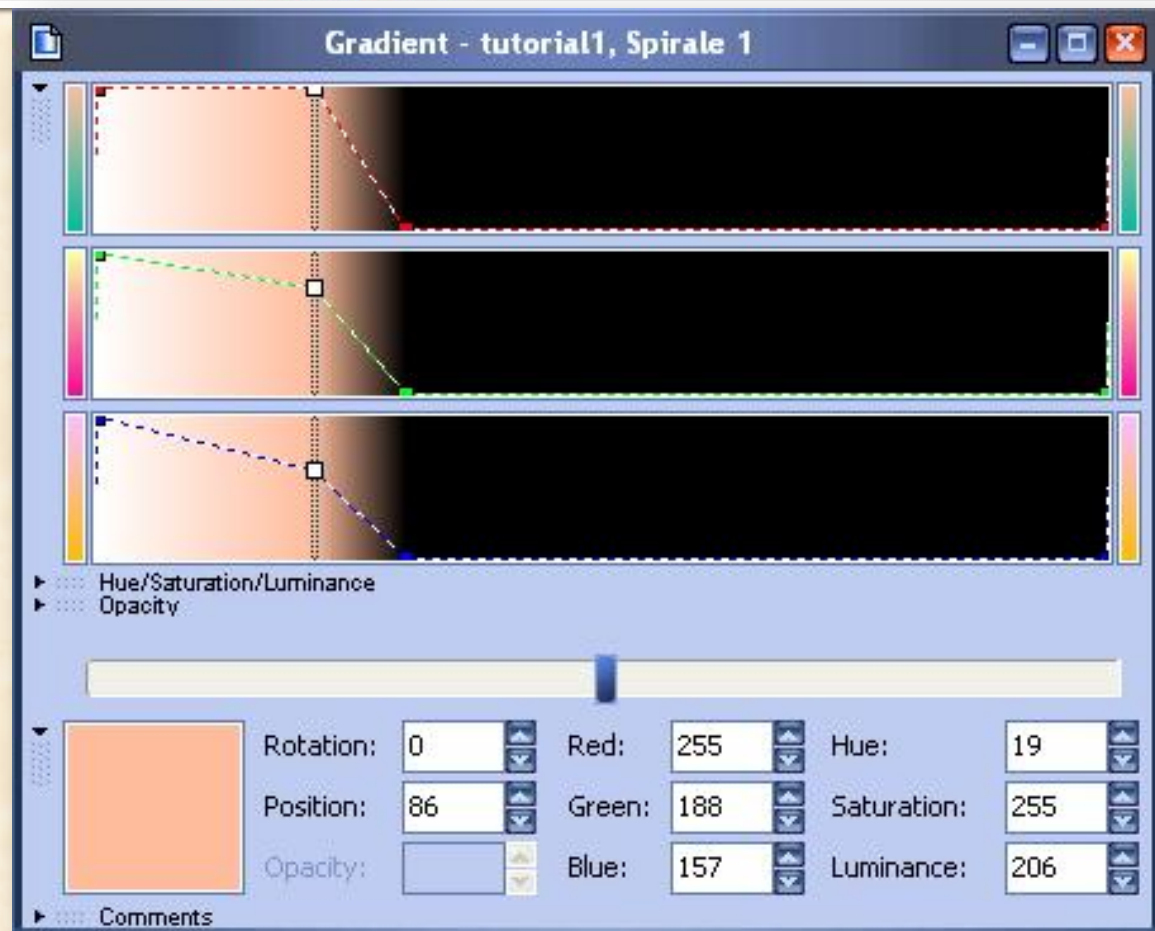 Gradient - tutorial1, Spirale 1
Hue/Saturation/Luminance
Opacity
Rotation: 0 Red: 255 Hue: 19
Position: 86 Green: 188 Saturation: 255
Opacity: Blue: 157 Luminance: 206
Comments